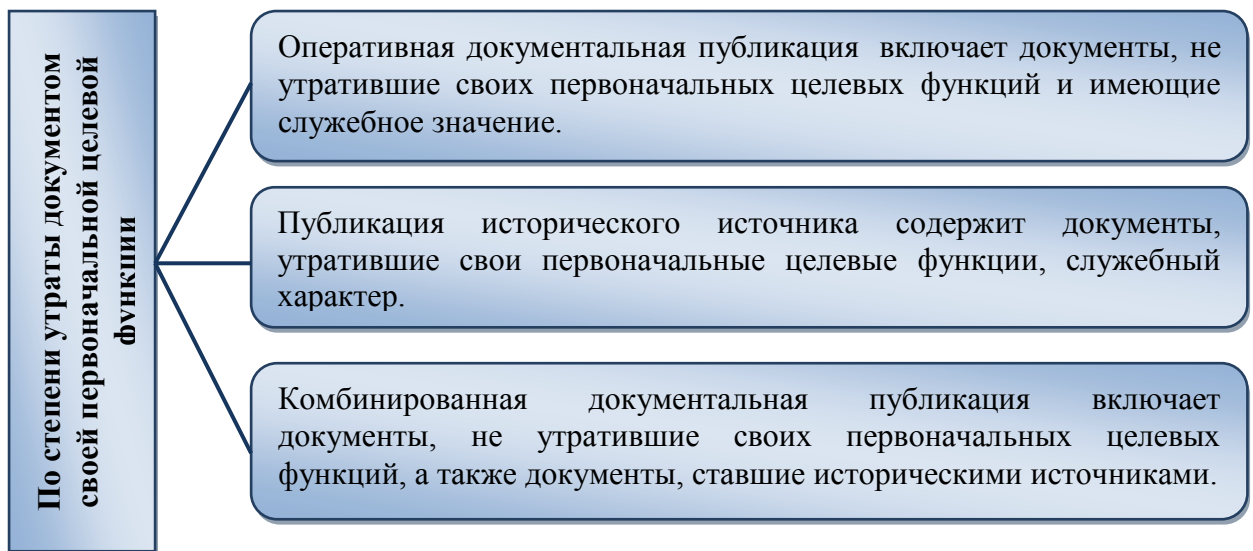 По степени утраты документом
своей первоначальной целевой
функции
Оперативная документальная публикация включает документы, не
утратившие своих первоначальных целевых функций и имеющие
служебное значение.
Публикация исторического источника содержит документы,
утратившие свои первоначальные целевые функции, служебный
характер.
Комбинированная документальная публикация включает
документы, не утратившие своих первоначальных целевых
функций, а также документы, ставшие историческими источниками.